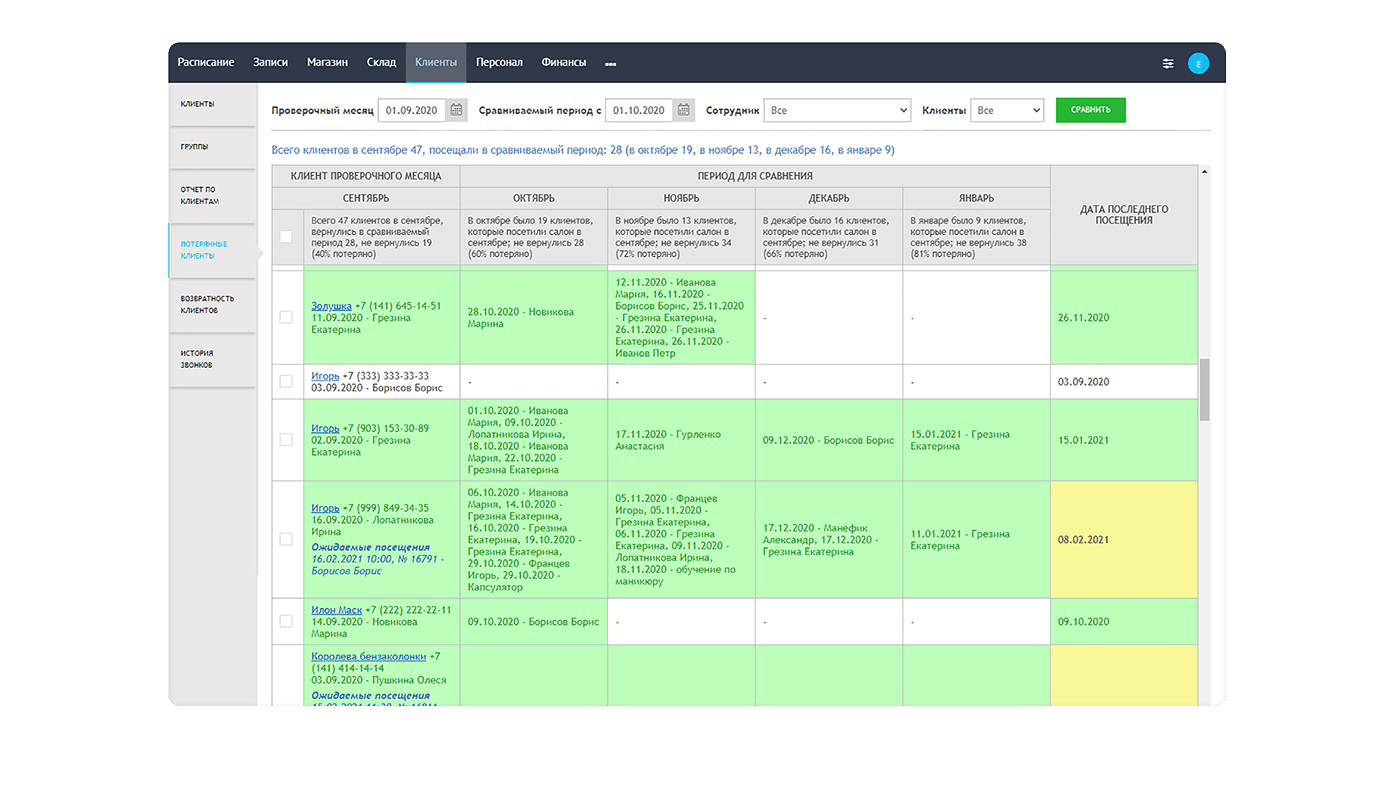 Расписание Записи Магазин Склад Клиенты Персонал Финансы
Е
КЛИЕНТЫ
ГРУППЫ
ОТЧЕТ ПО
КЛИЕНТАМ
ПОТЕРЯННЫЕ
КЛИЕНТЫ
ВОЗВРАТНОСТЬ
КЛИЕНТОВ
ИСТОРИЯ
ЗВОНКОВ
Проверочный месяц 01.09.2020 Сравниваемый период с 01.10.2020 Сотрудник Все Клиенты Все СРАВНИТЬ
Всего клиентов в сентябре 47, посещали в сравниваемый период: 28 (в октябре 19, в ноябре 13, в декабре 16, в январе 9)
КЛИЕНТ ПРОВЕРОЧНОГО МЕСЯЦА ПЕРИОД ДЛЯ СРАВНЕНИЯ
ДАТА ПОСЛЕДНЕГО
ПОСЕЩЕНИЯ
СЕНТЯБРЬ ОКТЯБРЬ НОЯБРЬ ДЕКАБРЬ ЯНВАРЬ
Всего 47 клиентов в сентябре,
вернулись в сравниваемый
период 28, не вернулись 19
(40% потеряно)
В октябре было 19 клиентов,
которые посетили салон в
сентябре; не вернулись 28
(60% потеряно)
В ноябре было 13 клиентов,
которые посетили салон в
сентябре; не вернулись 34
(72% потеряно)
В декабре было 16 клиентов,
которые посетили салон в
сентябре; не вернулись 31
(66% потеряно)
В январе было 9 клиентов,
которые посетили салон в
сентябре; не вернулись 38
(81% потеряно)
Золушка +7 (141) 645-14-51
11.09.2020 - Грезина
Екатерина
28.10.2020 - Новикова
Марина
12.11.2020 - Иванова
Мария, 16.11.2020 -
Борисов Борис, 25.11.2020
- Грезина Екатерина,
26.11.2020 - Грезина
Екатерина, 26.11.2020 -
Иванов Петр
-
-
26.11.2020
Игорь +7 (333) 333-33-33
03.09.2020 - Борисов Борис
-
-
-
-
03.09.2020
Игорь +7 (903) 153-30-89
02.09.2020 - Грезина
Екатерина
01.10.2020 - Иванова
Мария, 09.10.2020 -
Лопатникова Ирина,
18.10.2020 - Иванова
Мария, 22.10.2020 -
Грезина Екатерина
17.11.2020 - Гурленко
Анастасия
09.12.2020 - Борисов Борис
15.01.2021 - Грезина
Екатерина
15.01.2021
Игорь +7 (999) 849-34-35
16.09.2020 - Лопатникова
Ирина
Ожидаемые посещения
16.02.2021 10:00, № 16791 -
Борисов Борис
06.10.2020 - Иванова
Мария, 14.10.2020 -
Грезина Екатерина,
16.10.2020 - Грезина
Екатерина, 19.10.2020 -
Грезина Екатерина,
29.10.2020 - Францев
Игорь, 29.10.2020 -
Капсулятор
05.11.2020 - Францев
Игорь, 05.11.2020 -
Грезина Екатерина,
06.11.2020 - Грезина
Екатерина, 09.11.2020 -
Лопатникова Ирина,
18.11.2020 - обучение по
маникюру
17.12.2020 - Манефик
Александр, 17.12.2020 -
Грезина Екатерина
11.01.2021 - Грезина
Екатерина
08.02.2021
Илон Маск +7 (222) 222-22-11
14.09.2020 - Новикова
Марина
09.10.2020 - Борисов Борис
-
-
-
09.10.2020
Королева бензаколонки +7
(141) 414-14-14
03.09.2020 - Пушкина Олеся
Ожидаемые посещения